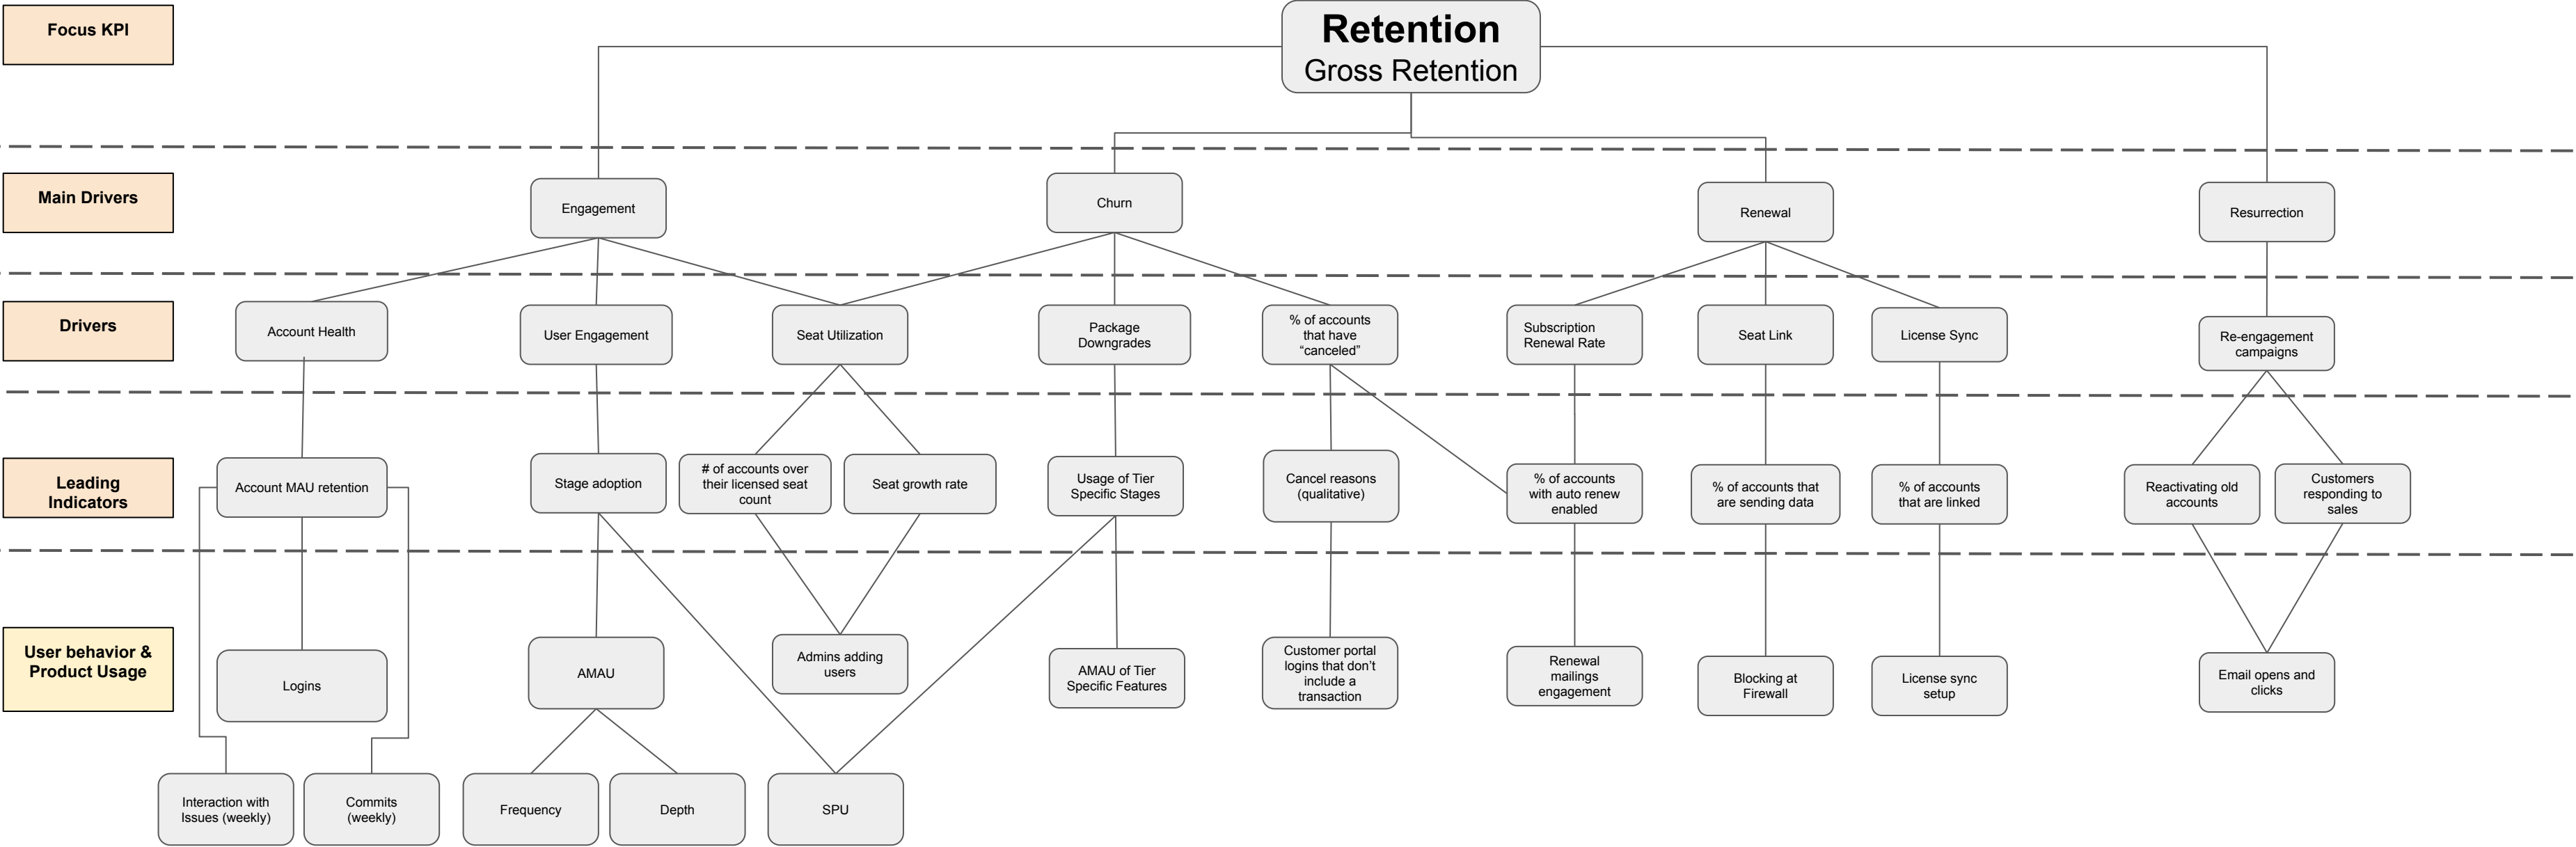 Focus KPI
Retention
Gross Retention
Main Drivers
Engagement
Churn
Renewal
Resurrection
Drivers
Account Health
User Engagement
Seat Utilization
Package
Downgrades
% of accounts
that have
“canceled”
Subscription
Renewal Rate
Seat Link
License Sync
Re-engagement
campaigns
Leading
Indicators
Account MAU retention
Stage adoption
# of accounts over
their licensed seat
count
Seat growth rate
Usage of Tier
Specific Stages
Cancel reasons
(qualitative)
% of accounts
with auto renew
enabled
% of accounts that
are sending data
% of accounts
that are linked
Reactivating old
accounts
Customers
responding to
sales
User behavior &
Product Usage
Logins
AMAU
Admins adding
users
AMAU of Tier
Specific Features
Customer portal
logins that don’t
include a
transaction
Renewal
mailings
engagement
Blocking at
Firewall
License sync
setup
Email opens and
clicks
Interaction with
Issues (weekly)
Commits
(weekly)
Frequency
Depth
SPU